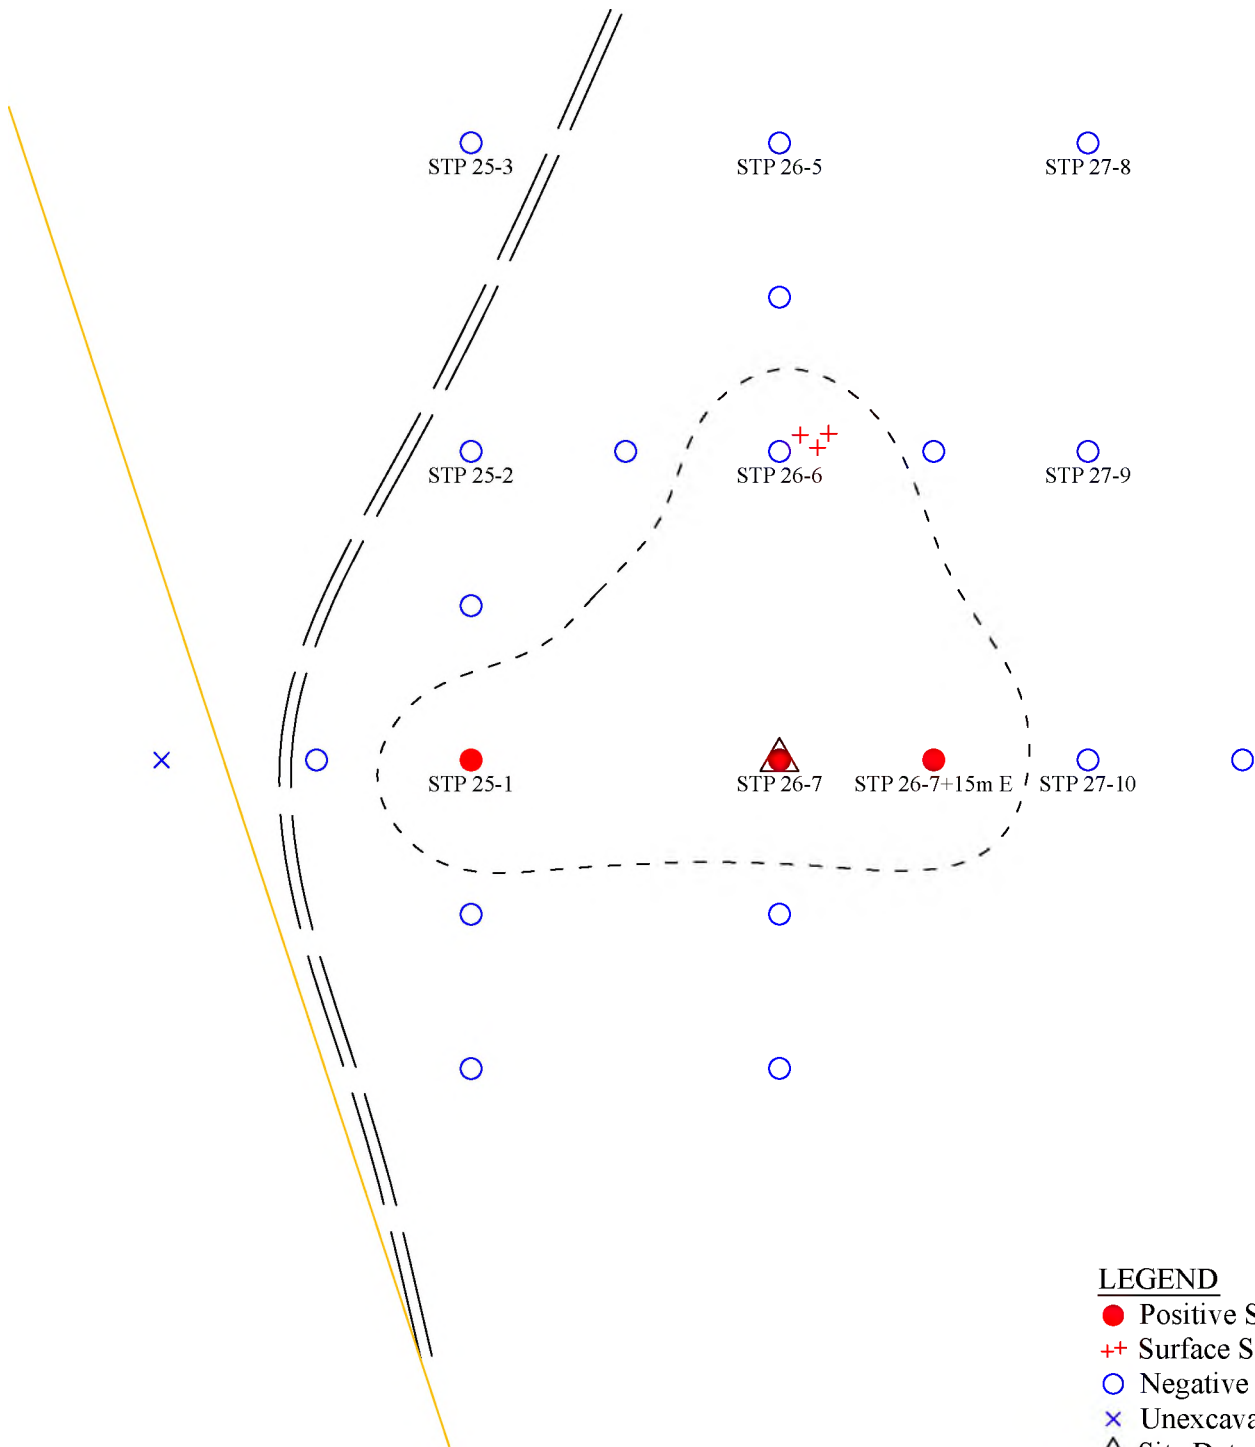 STP 25-3
STP 26-5
STP 27-8
STP 25-2
STP 26-6
STP 27-9
STP 25-1
STP 26-7
STP 26-7+15m E
STP 27-10
LEGEND
Positive S
Surface S
Negative
Unexcava